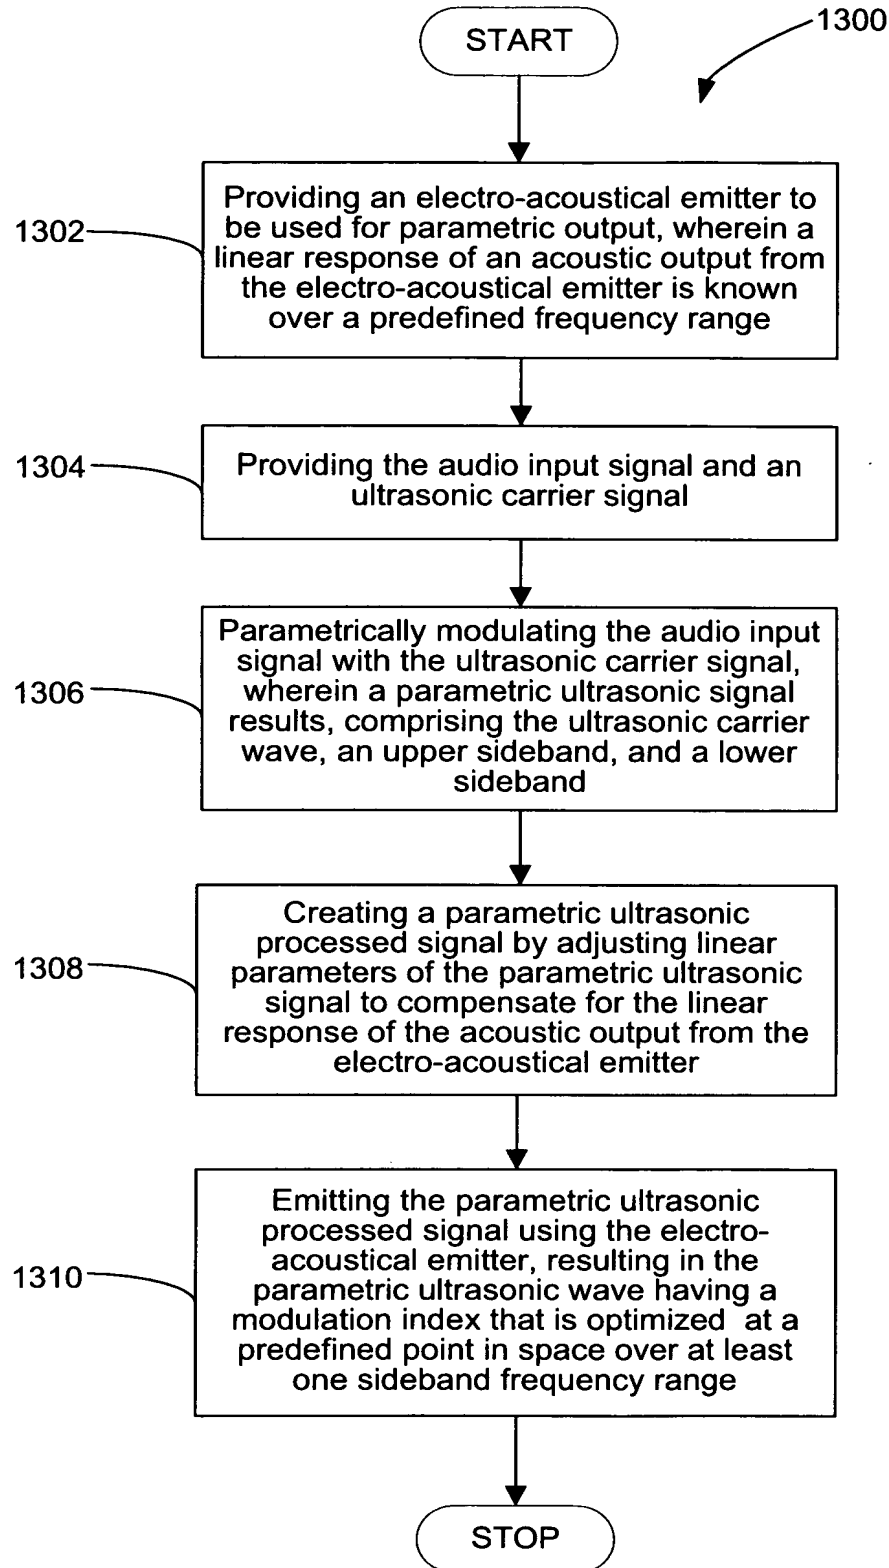 START
1300
1302
Providing an electro-acoustical emitter to
be used for parametric output, wherein a
linear response of an acoustic output from
the electro-acoustical emitter is known
over a predefined frequency range
1304
Providing the audio input signal and an
ultrasonic carrier signal
1306
Parametrically modulating the audio input
signal with the ultrasonic carrier signal,
wherein a parametric ultrasonic signal
results, comprising the ultrasonic carrier
wave, an upper sideband, and a lower
sideband
1308
Creating a parametric ultrasonic
processed signal by adjusting linear
parameters of the parametric ultrasonic
signal to compensate for the linear
response of the acoustic output from the
electro-acoustical emitter
1310
Emitting the parametric ultrasonic
processed signal using the electro-
acoustical emitter, resulting in the
parametric ultrasonic wave having a
modulation index that is optimized at a
predefined point in space over at least
one sideband frequency range
STOP